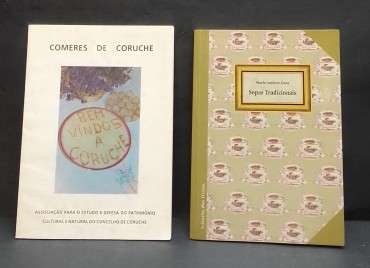 COMERES DE CORUCHE
BEM
VINDOS
A
CORUCHE
ASSOCIAÇÃO PARA O ESTUDO E DEFESA DO PATRIMÓNIO
CULTURAL E NATURAL DO CONCELHO DE CORUCHE
Sopas Tradicionais